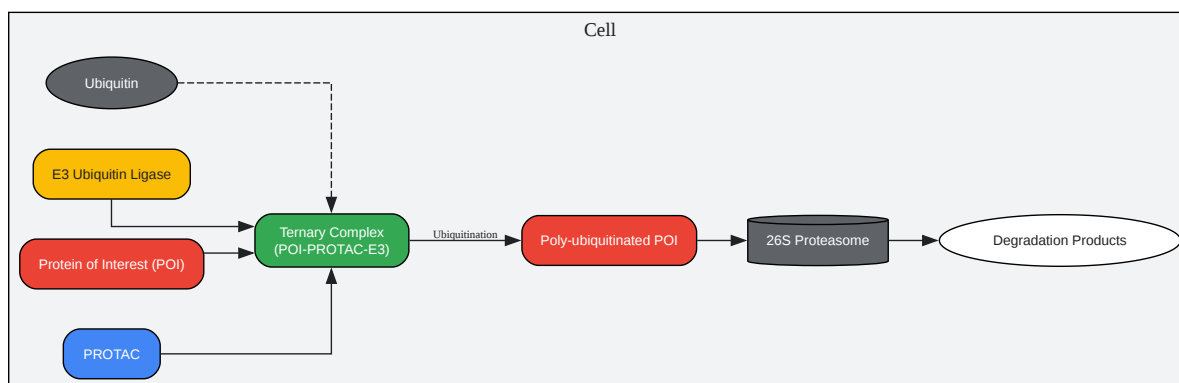 Cell
Ubiquitin
E3 Ubiquitin Ligase
Protein of Interest (POI)
PROTAC
Ternary Complex
(POI-PROTAC-E3)
Ubiquitination
Poly-ubiquitinated POI
26S Proteasome
Degradation Products